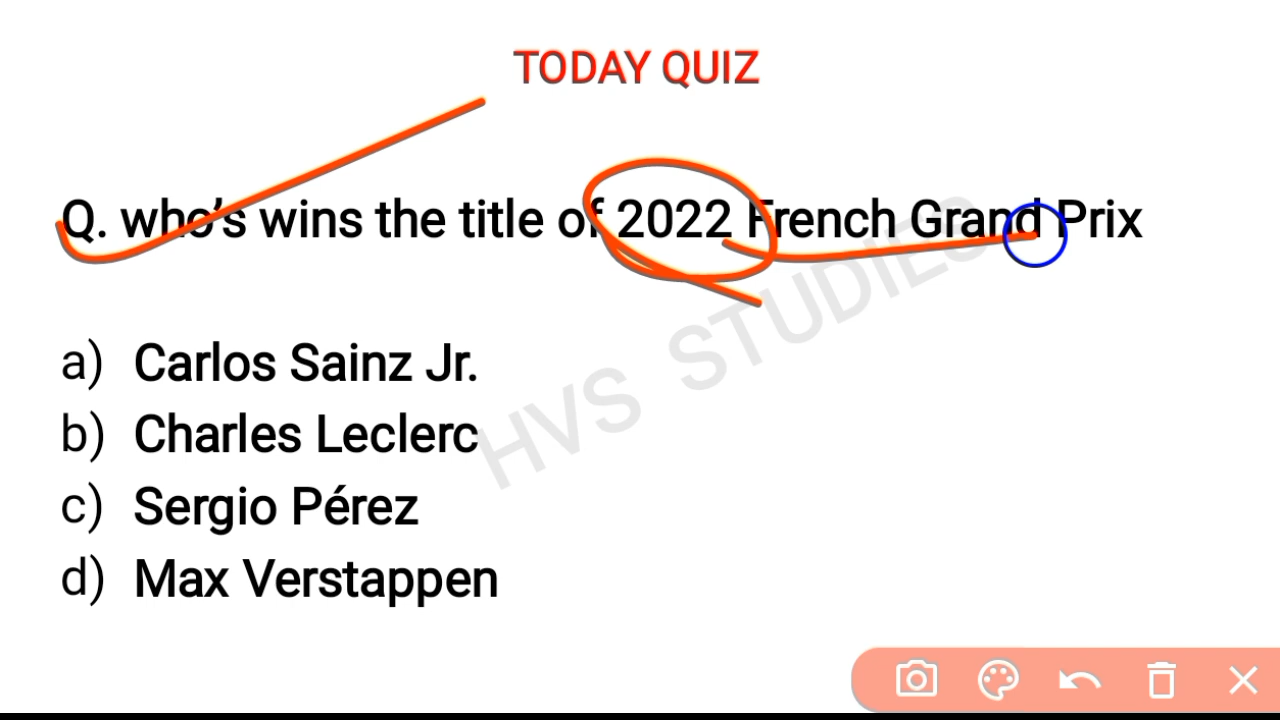 TODAY QUIZ
Q. who's wins the title of 2022 French Grand Prix
a) Carlos Sainz Jr.
b) Charles Leclerc
c) Sergio Pérez
d) Max Verstappen
HVS STUDIES